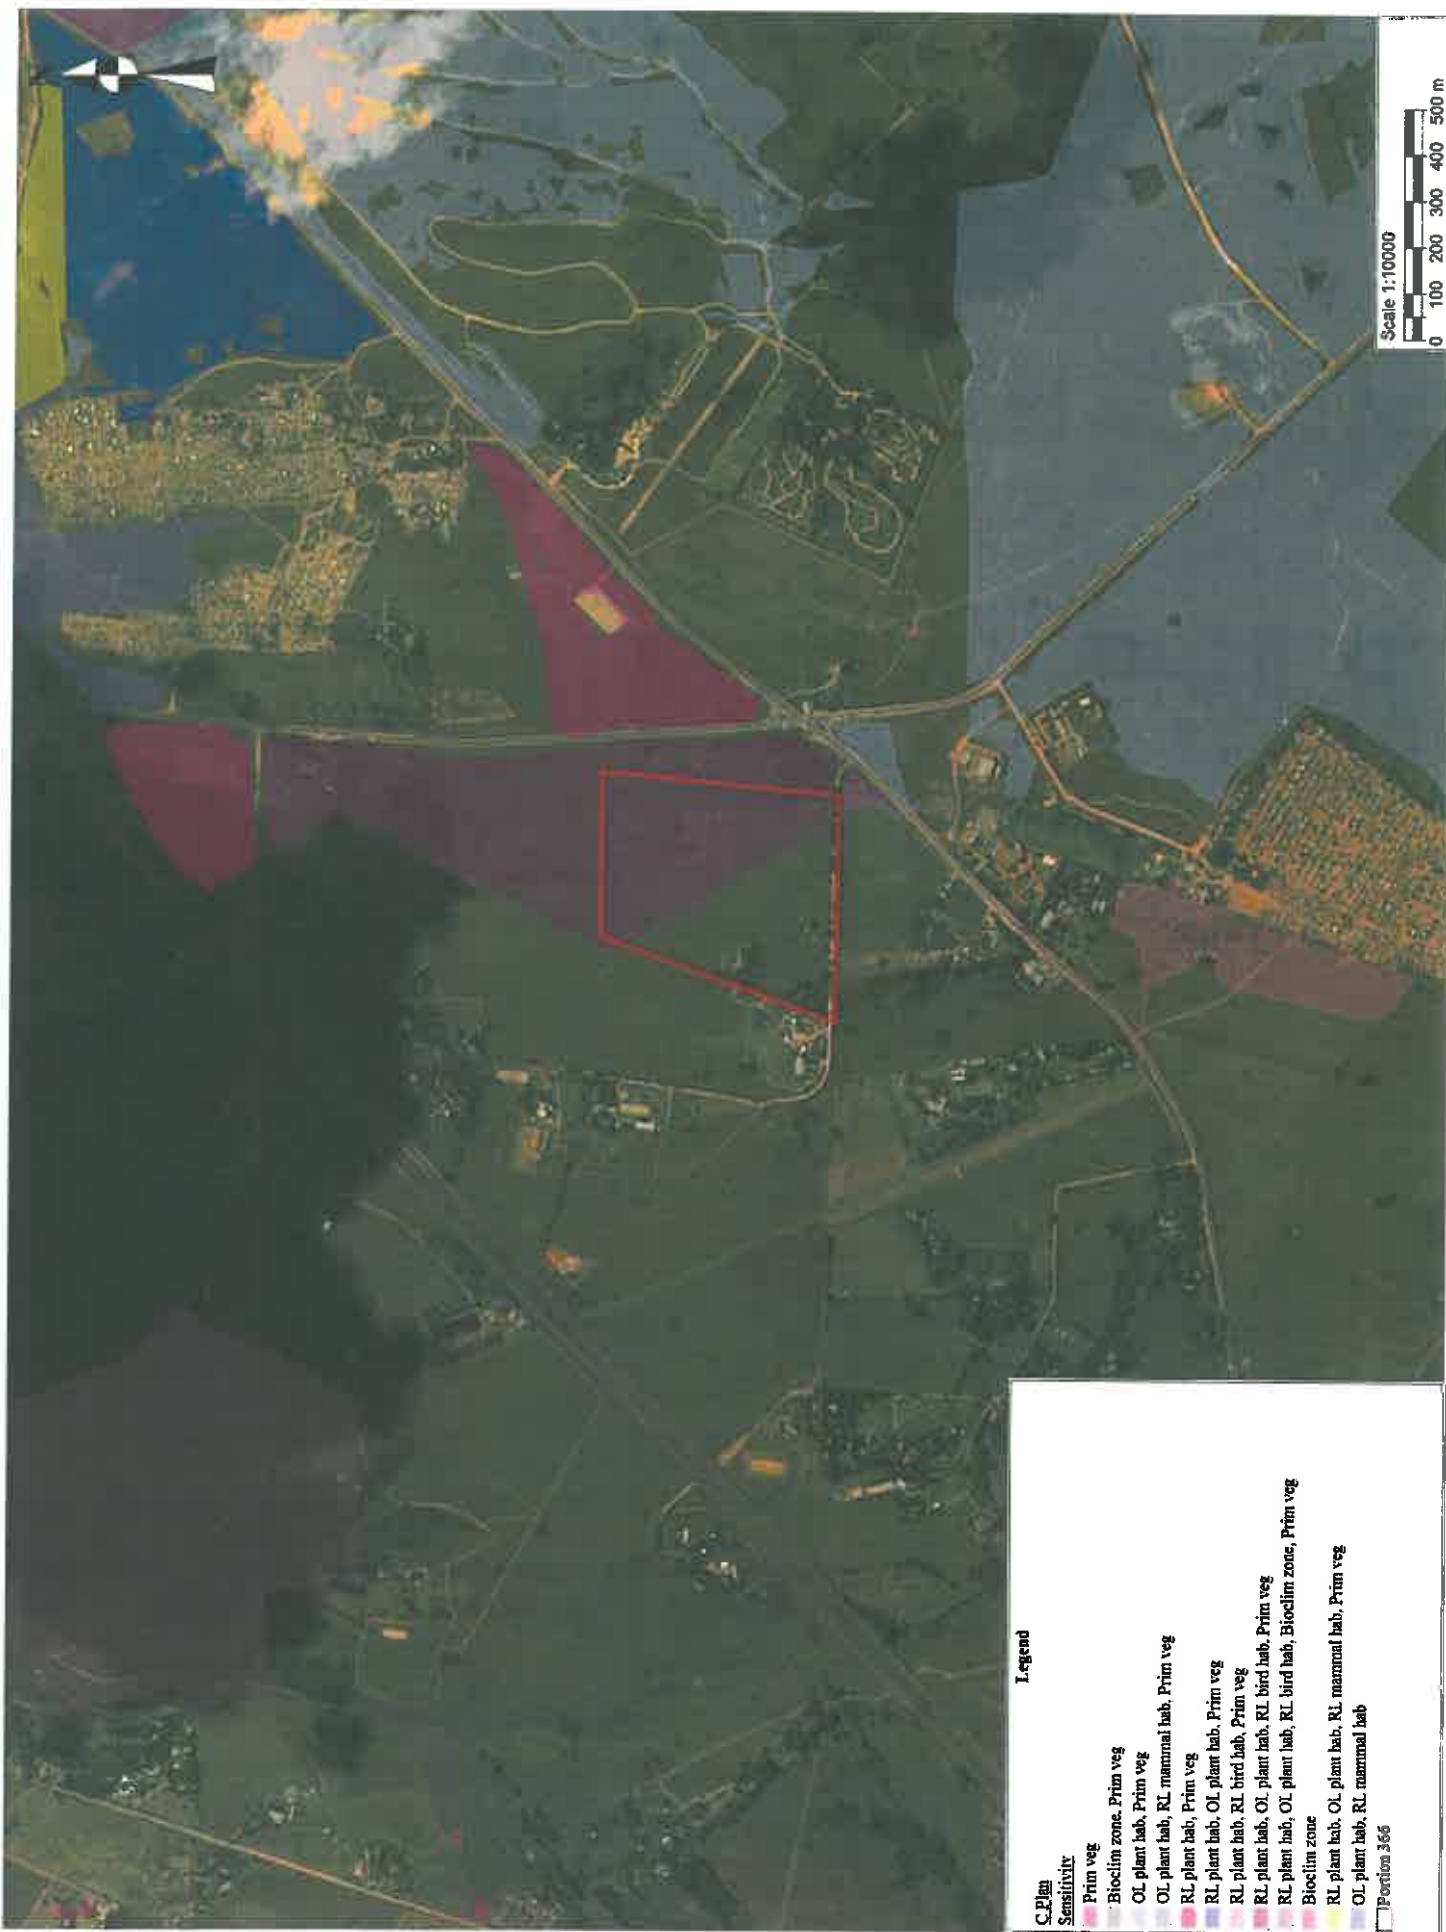 Scale 1:10000
0 100 200 300 400 500 m
Legend
C Plan
Sensitivity
Prim veg
Bioclim zone, Prim veg
OL plant hab, Prim veg
OL plant hab, RL mammal hab, Prim veg
RL plant hab, Prim veg
RL plant hab, OL plant hab, Prim veg
RL plant hab, RL bird hab, Prim veg
RL plant hab, OL plant hab, RL bird hab, Prim veg
RL plant hab, OL plant hab, RL bird hab, Bioclim zone, Prim veg
Bioclim zone
RL plant hab, OL plant hab, RL mammal hab, Prim veg
OL plant hab, RL mammal hab
Portion 366